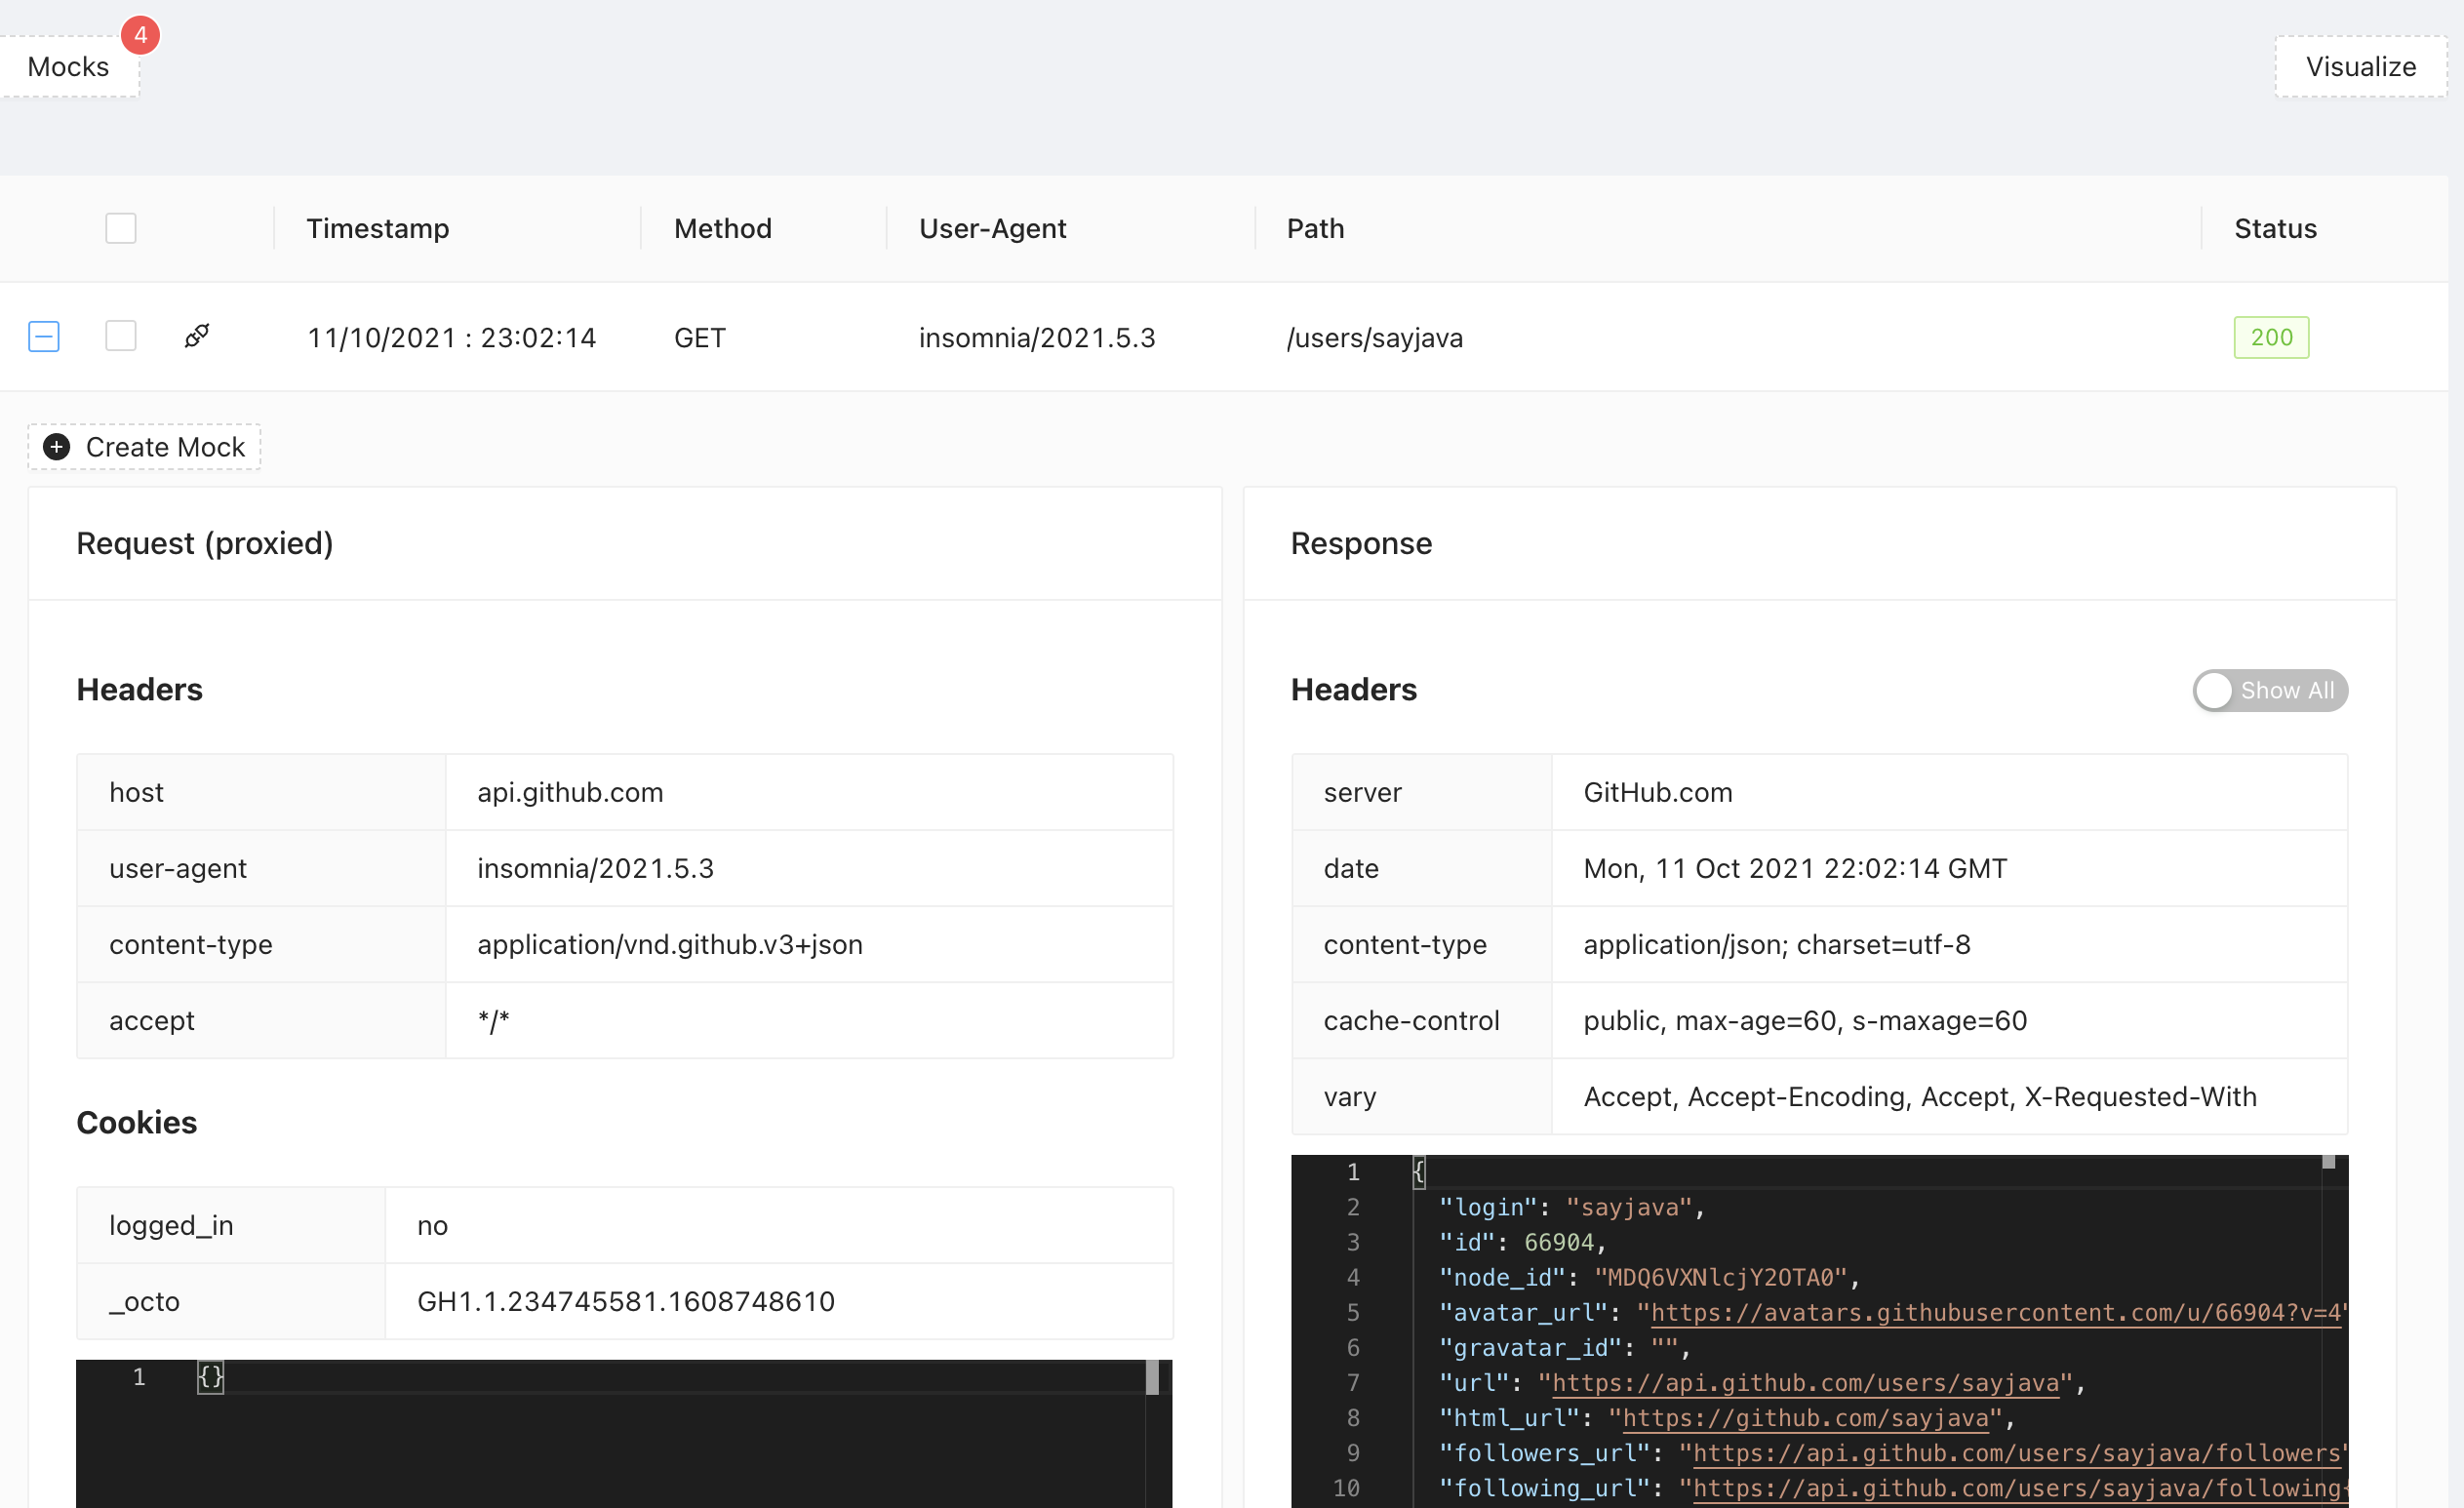 4
Mocks
Visualize
Timestamp Method User-Agent Path Status
11/10/2021 : 23:02:14 GET insomnia/2021.5.3 /users/sayjava 200
Create Mock
Request (proxied)
Headers
host api.github.com
user-agent insomnia/2021.5.3
content-type application/vnd.github.v3+json
accept */*
Cookies
logged_in no
_octo GH1.1.234745581.1608748610
1 {}
Response
Headers Show All
server GitHub.com
date Mon, 11 Oct 2021 22:02:14 GMT
content-type application/json; charset=utf-8
cache-control public, max-age=60, s-maxage=60
vary Accept, Accept-Encoding, Accept, X-Requested-With
1 {
2 "login": "sayjava",
3 "id": 66904,
4 "node_id": "MDQ6VXNlcjY2OTA0",
5 "avatar_url": "https://avatars.githubusercontent.com/u/66904?v=4"
6 "gravatar_id": "",
7 "url": "https://api.github.com/users/sayjava",
8 "html_url": "https://github.com/sayjava",
9 "followers_url": "https://api.github.com/users/sayjava/followers"
10 "following_url": "https://api.github.com/users/sayjava/following{